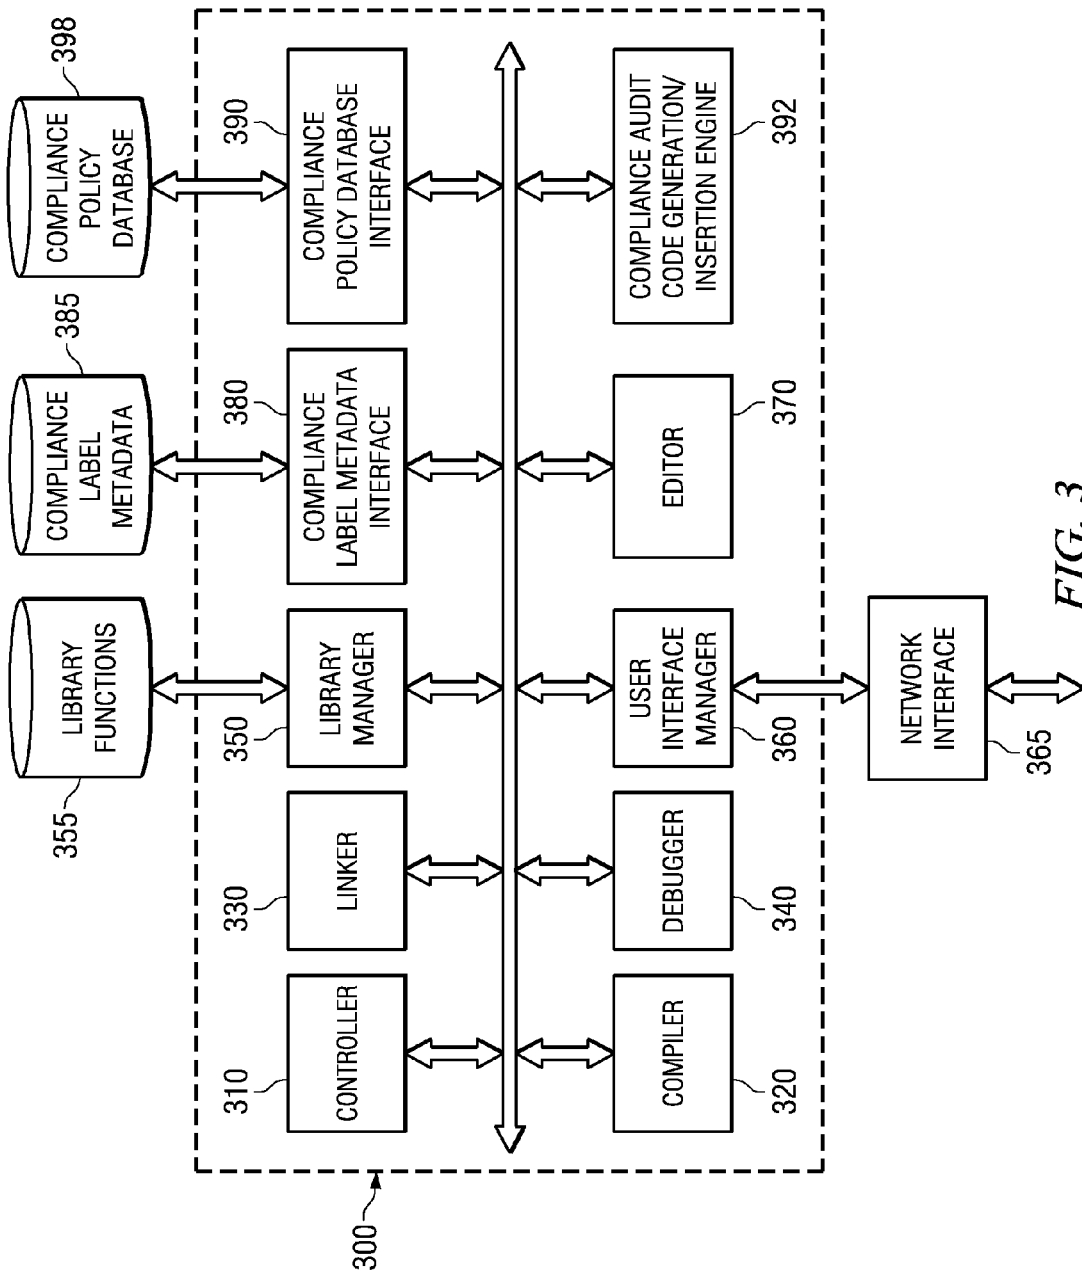 300
310
CONTROLLER
330
LINKER
355
LIBRARY
FUNCTIONS
350
LIBRARY
MANAGER
385
COMPLIANCE
LABEL
METADATA
380
COMPLIANCE
LABEL METADATA
INTERFACE
398
COMPLIANCE
POLICY
DATABASE
390
COMPLIANCE
POLICY DATABASE
INTERFACE
COMPILER
320
DEBUGGER
340
USER
INTERFACE
MANAGER
360
EDITOR
370
COMPLIANCE AUDIT
CODE GENERATION/
INSERTION ENGINE
392
NETWORK
INTERFACE
365
FIG. 3